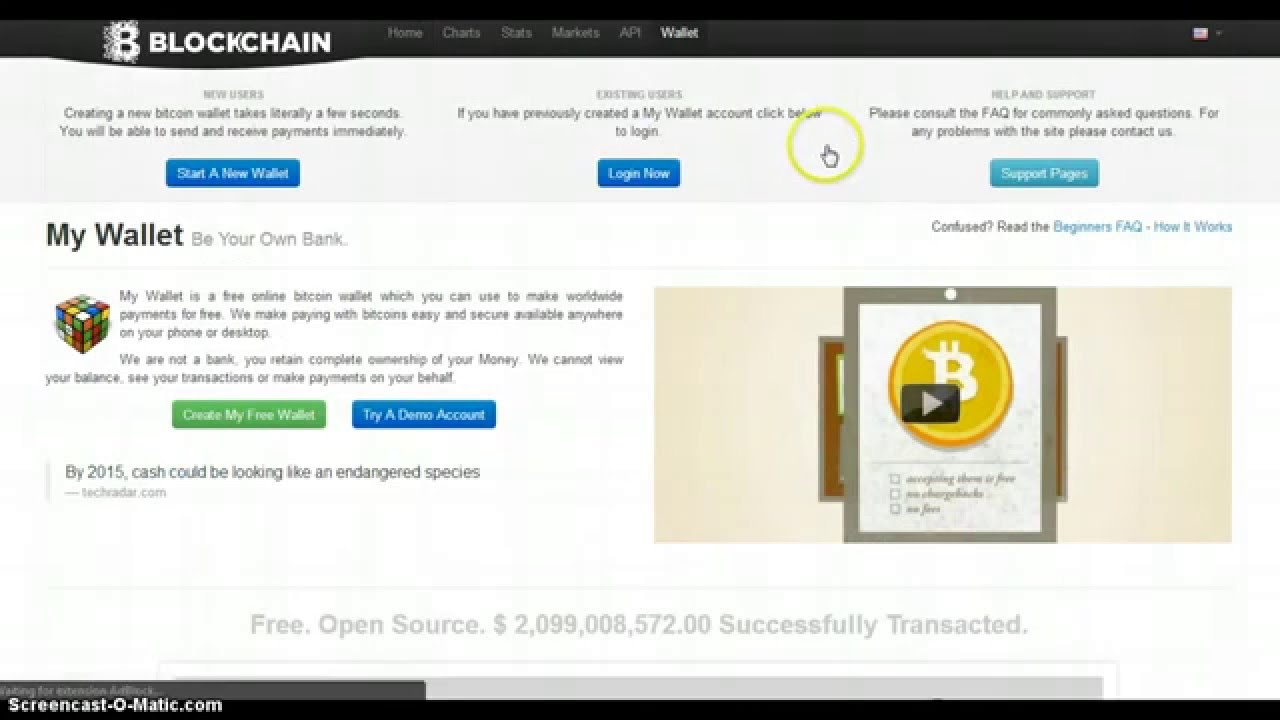 BLOCKCHAIN
Home Charts Stats Markets API Wallet
NEW USERS
Creating a new bitcoin wallet takes literally a few seconds.
You will be able to send and receive payments immediately.
Start A New Wallet
EXISTING USERS
If you have previously created a My Wallet account click below
to login.
Login Now
HELP AND SUPPORT
Please consult the FAQ for commonly asked questions. For
any problems with the site please contact us.
Support Pages
My Wallet Be Your Own Bank.
Confused? Read the Beginners FAQ - How It Works
My Wallet is a free online bitcoin wallet which you can use to make worldwide
payments for free. We make paying with bitcoins easy and secure available anywhere
on your phone or desktop.
We are not a bank, you retain complete ownership of your Money. We cannot view
your balance, see your transactions or make payments on your behalf.
Create My Free Wallet
Try A Demo Account
By 2015, cash could be looking like an endangered species
— techradar.com
accepting them is free
no chargebacks
no fees
Free. Open Source. $ 2,099,008,572.00 Successfully Transacted.
Waiting for extension AdBlock...
Screencast-O-Matic.com